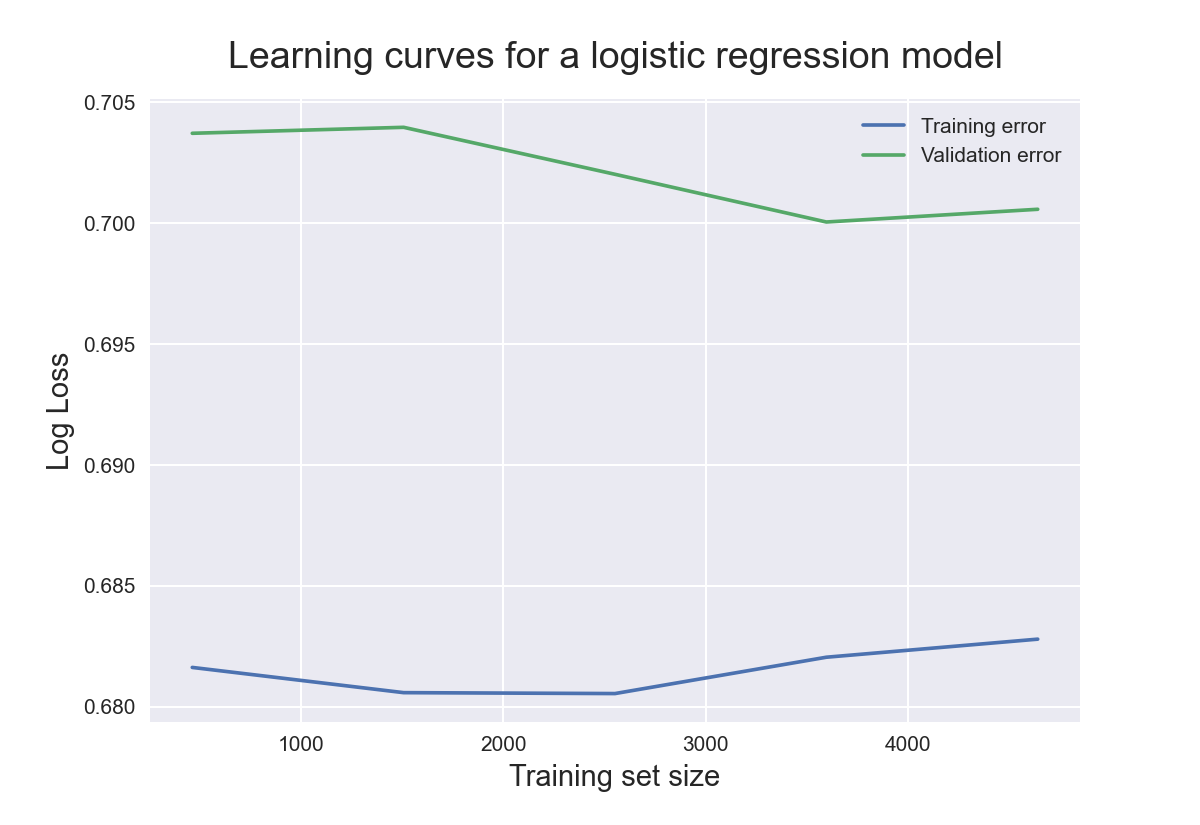 Learning curves for a logistic regression model
Training error
Validation error
Log Loss
0.705
0.700
0.695
0.690
0.685
0.680
1000 2000 3000 4000
Training set size